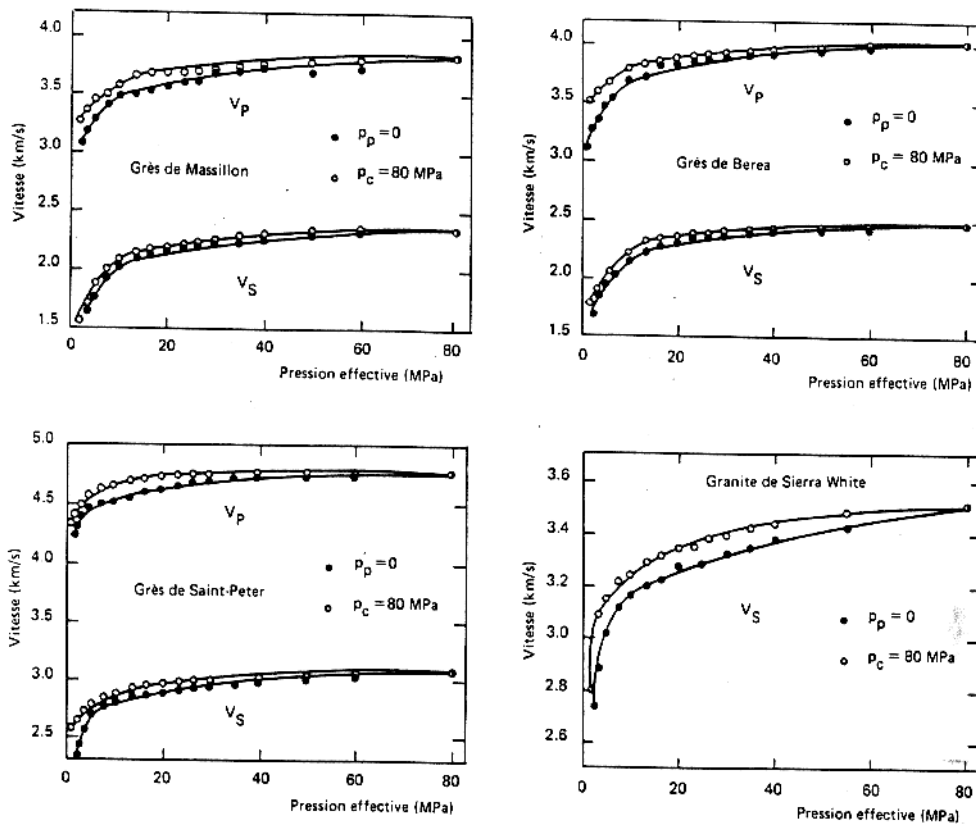 4.0
3.5
3.0
2.5
2.0
1.5
Vitesse (km/s)
V_P
p_p = 0
p_c = 80 MPa
Grès de Massillon
V_S
0
20
40
60
80
Pression effective (MPa)
4.0
3.5
3.0
2.5
2.0
1.5
Vitesse (km/s)
V_P
p_p = 0
p_c = 80 MPa
Grès de Berea
V_S
0
20
40
60
80
Pression effective (MPa)
5.0
4.5
5.0
3.0
2.5
Vitesse (km/s)
V_P
p_p = 0
p_c = 80 MPa
Grès de Saint-Peter
V_S
0
20
40
60
80
Pression effective (MPa)
3.6
3.4
3.2
3.0
2.8
2.6
Vitesse (km/s)
Granite de Sierra White
V_S
p_p = 0
p_c = 80 MPa
0
20
40
60
80
Pression effective (MPa)